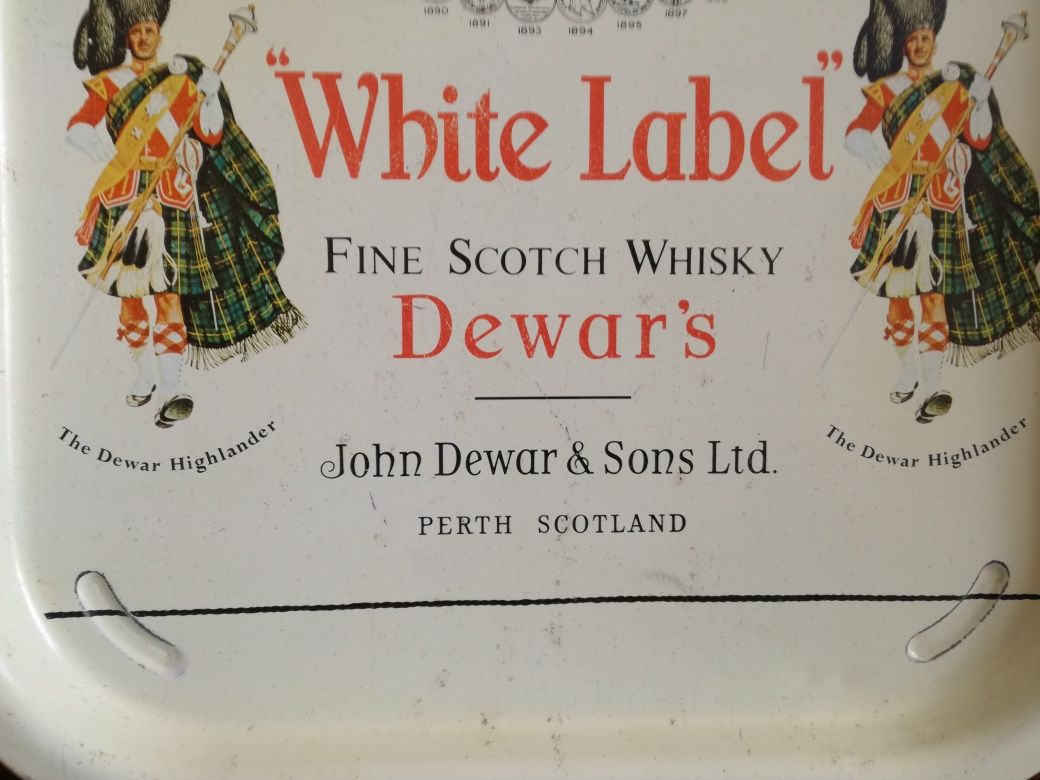 1890 1891 1893 1894 1895 1897
"White Label"
FINE SCOTCH WHISKY
Dewar's
The Dewar Highlander
The Dewar Highlander
John Dewar & Sons Ltd.
PERTH SCOTLAND